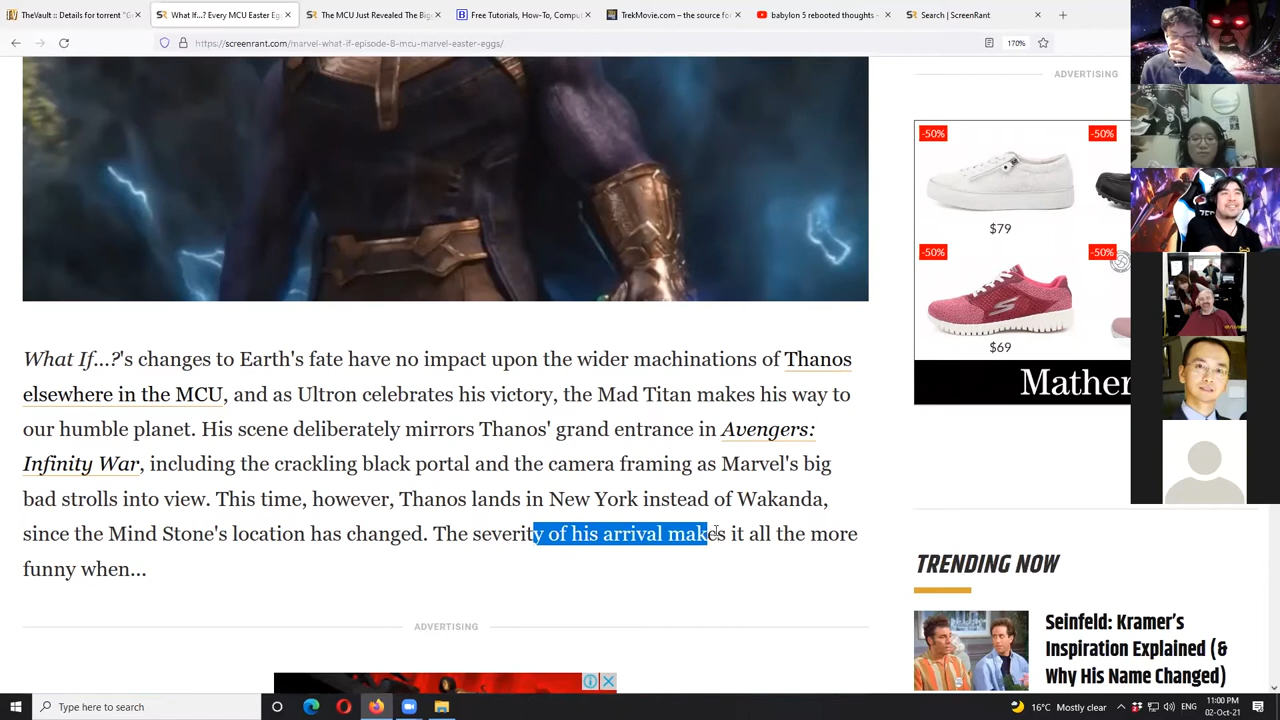 TheVault :: Details for torrent "G
What If...? Every MCU Easter Eg
The MCU Just Revealed The Big
Free Tutorials, How-To, Compu
TrekMovie.com – the source fo
babylon 5 rebooted thoughts -
Search | ScreenRant
https://screenrant.com/marvel-what-if-episode-8-mcu-marvel-easter-eggs/
170%
ADVERTISING
-50%
-50%
$79
-50%
-50%
$69
Mather
What If...?'s changes to Earth's fate have no impact upon the wider machinations of Thanos
elsewhere in the MCU, and as Ultron celebrates his victory, the Mad Titan makes his way to
our humble planet. His scene deliberately mirrors Thanos' grand entrance in Avengers:
Infinity War, including the crackling black portal and the camera framing as Marvel's big
bad strolls into view. This time, however, Thanos lands in New York instead of Wakanda,
since the Mind Stone's location has changed. The severity of his arrival makes it all the more
funny when...
ADVERTISING
TRENDING NOW
Seinfeld: Kramer's
Inspiration Explained (&
Why His Name Changed)
Type here to search
16°C Mostly clear
ENG
11:00 PM
02-Oct-21